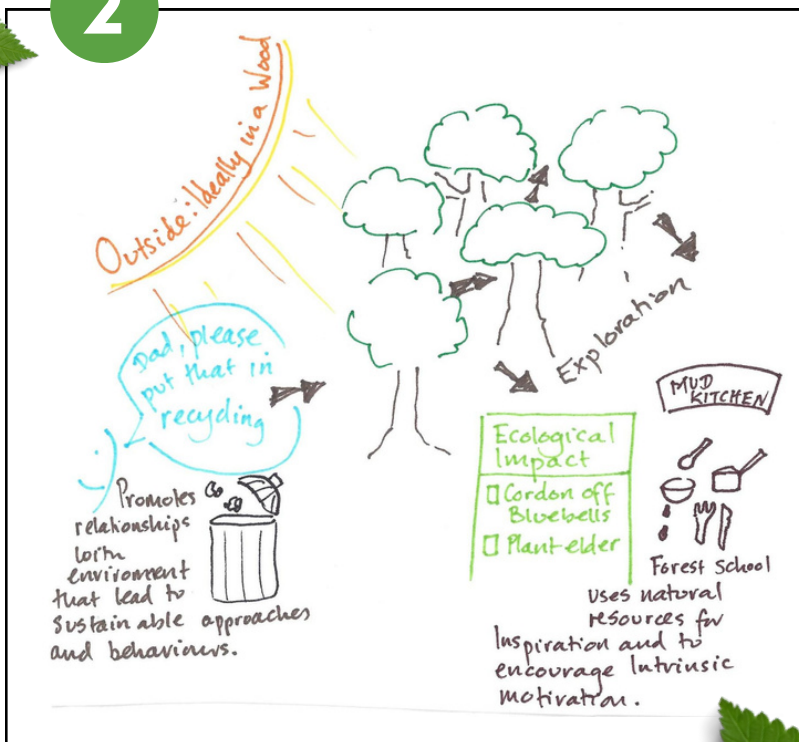 2
Outside: Ideally in a Wood
Dad, please
put that in
recycling
Exploration
MUD
KITCHEN
Ecological
Impact
Cordon off
Bluebells
Plant elder
Promotes
relationships
with
enviroment
that lead to
Sustainable approaches
and behaviours.
Forest School
uses natural
resources for
Inspiration and to
encourage Intrinsic
motivation.